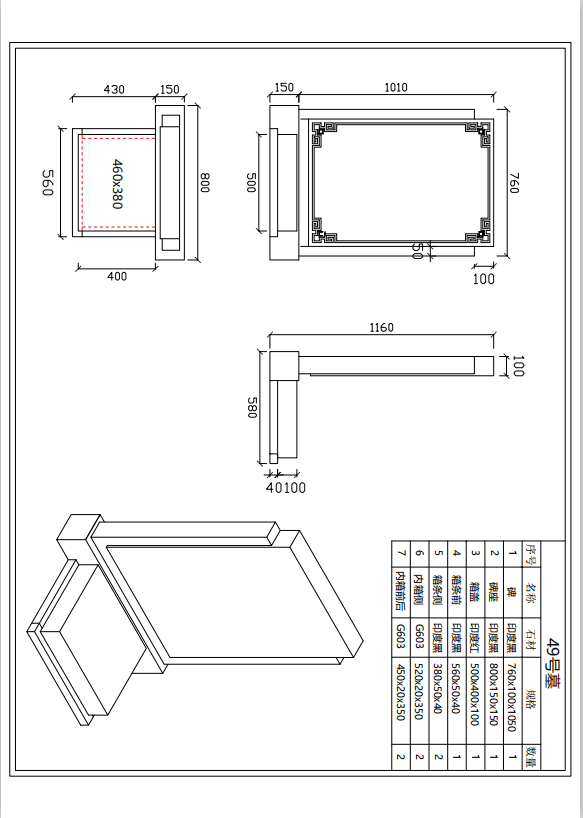 49号墓
序号 名称 石材 规格 数量
1 碑 印度黑 760x100x1050 1
2 碑座 印度黑 800x150x150 1
3 箱盖 印度红 500x400x100 1
4 箱条前 印度黑 560x50x40 1
5 箱条侧 印度黑 380x50x40 2
6 内箱侧 G603 520x20x350 2
7 内箱前后 G603 450x20x350 2
430
150
460x380
560
800
400
150
1010
500
760
50
100
1160
100
580
40
100